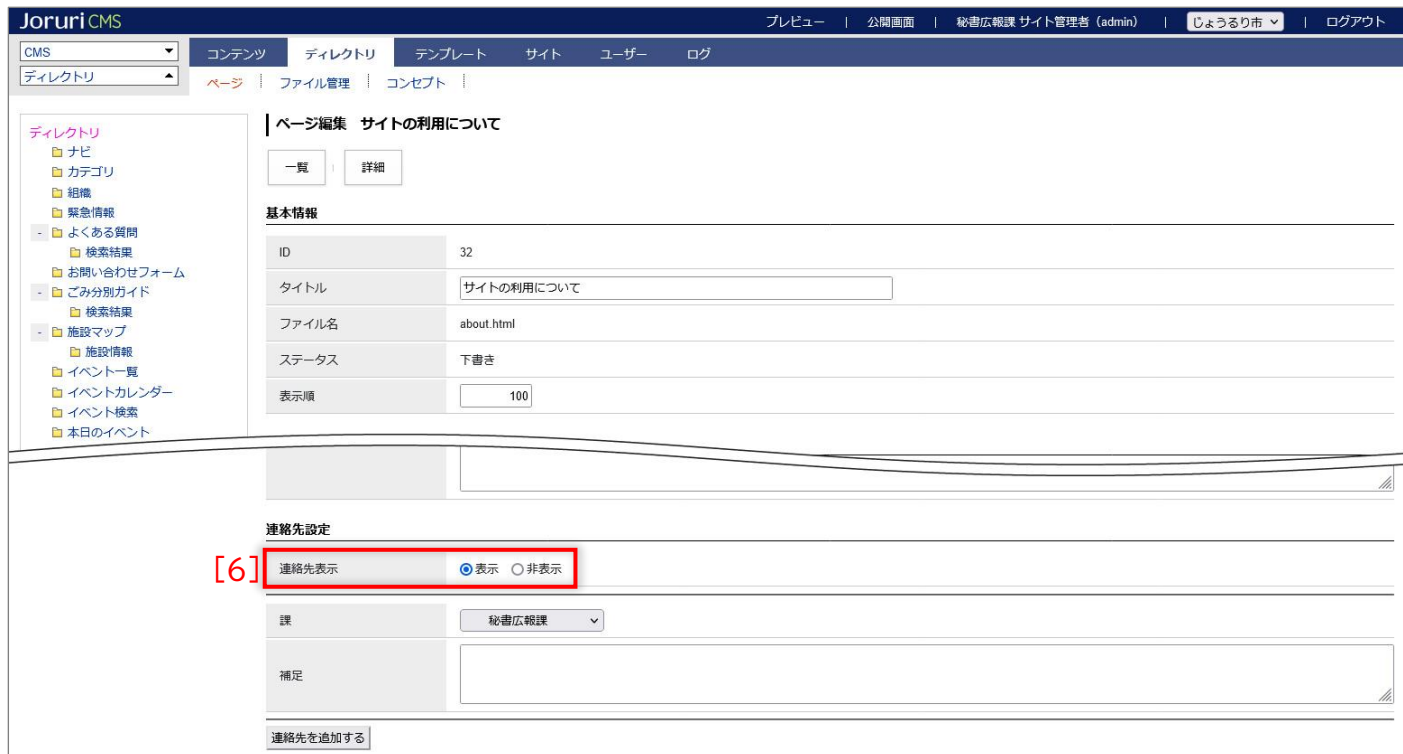 Joruri CMS プレビュー | 公開画面 | 秘書広報課 サイト管理者（admin） | じょうるり市 | ログアウト
CMS コンテンツ ディレクトリ テンプレート サイト ユーザー ログ
ディレクトリ ページ ファイル管理 コンセプト
ディレクトリ
ナビ
カテゴリ
組織
緊急情報
- よくある質問
検索結果
お問い合わせフォーム
- ごみ分別ガイド
検索結果
- 施設マップ
施設情報
イベント一覧
イベントカレンダー
イベント検索
本日のイベント
ページ編集 サイトの利用について
一覧 詳細
基本情報
ID 32
タイトル サイトの利用について
ファイル名 about.html
ステータス 下書き
表示順 100
連絡先設定
[6] 連絡先表示 表示 非表示
課 秘書広報課
補足
連絡先を追加する